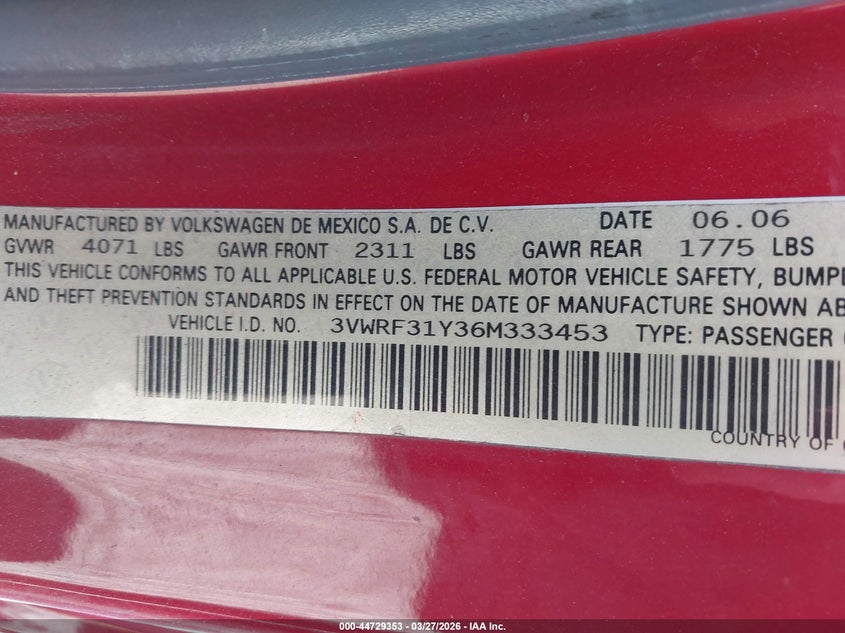 MANUFACTURED BY VOLKSWAGEN DE MEXICO S.A. DE C.V. DATE 06.06
GVWR 4071 LBS GAWR FRONT 2311 LBS GAWR REAR 1775 LBS
THIS VEHICLE CONFORMS TO ALL APPLICABLE U.S. FEDERAL MOTOR VEHICLE SAFETY, BUMPE
AND THEFT PREVENTION STANDARDS IN EFFECT ON THE DATE OF MANUFACTURE SHOWN AB
VEHICLE I.D. NO. 3VWRF31Y36M333453 TYPE: PASSENGER
COUNTRY OF
000-44729353 | 03/27/2026 | IAA Inc.